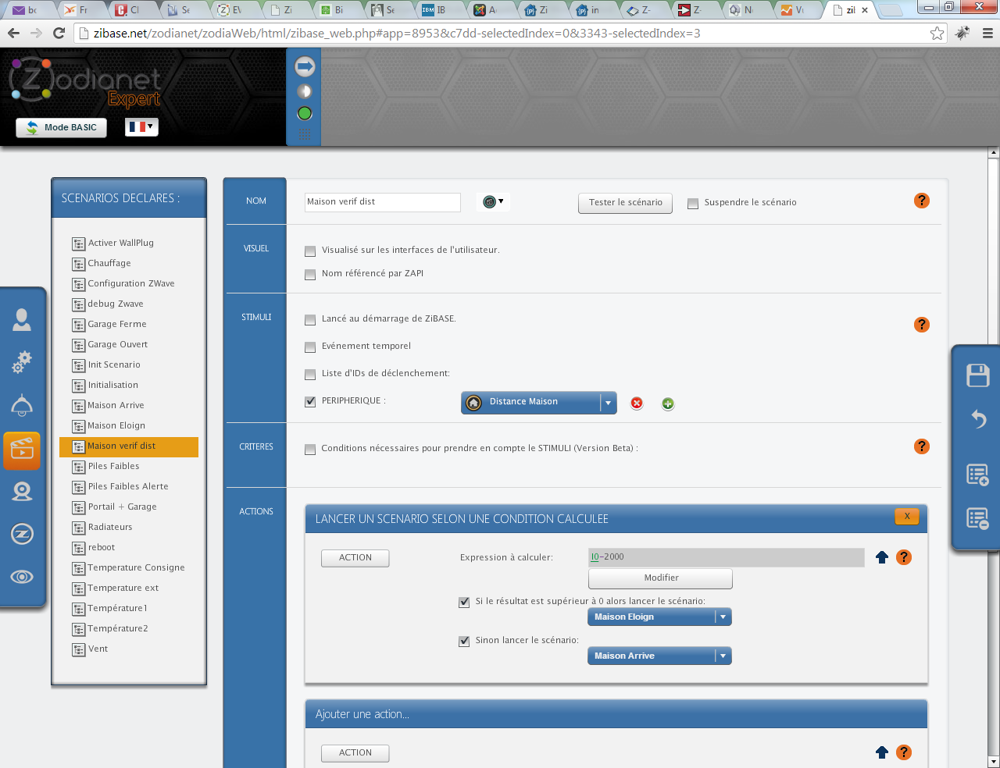 bc
Fr
Cl
Se
EV
Zi
Bi
Se
IBM IB
A
Zi
in
Z-
Z-
N
Vu
zil
zibase.net/zodianet/zodiaWeb/html/zibase_web.php#app=8953&c7dd-selectedIndex=0&3343-selectedIndex=3
Zodianet
Expert
Mode BASIC
SCENARIOS DECLARES :
Activer WallPlug
Chauffage
Configuration ZWave
debug Zwave
Garage Ferme
Garage Ouvert
Init Scenario
Initialisation
Maison Arrive
Maison Eloign
Maison verif dist
Piles Faibles
Piles Faibles Alerte
Portail + Garage
Radiateurs
reboot
Temperature Consigne
Temperature ext
Température1
Température2
Vent
NOM
Maison verif dist
Tester le scénario
Suspendre le scénario
?
VISUEL
Visualisé sur les interfaces de l'utilisateur.
Nom référencé par ZAPI
STIMULI
Lancé au démarrage de ZiBASE.
?
Evénement temporel
Liste d'IDs de déclenchement:
PERIPHERIQUE :
Distance Maison
CRITERES
Conditions nécessaires pour prendre en compte le STIMULI (Version Beta) :
?
ACTIONS
LANCER UN SCENARIO SELON UNE CONDITION CALCULEE
X
ACTION
Expression à calculer:
I0-2000
?
Modifier
Si le résultat est supérieur à 0 alors lancer le scénario:
Maison Eloign
Sinon lancer le scénario:
Maison Arrive
Ajouter une action...
ACTION
?